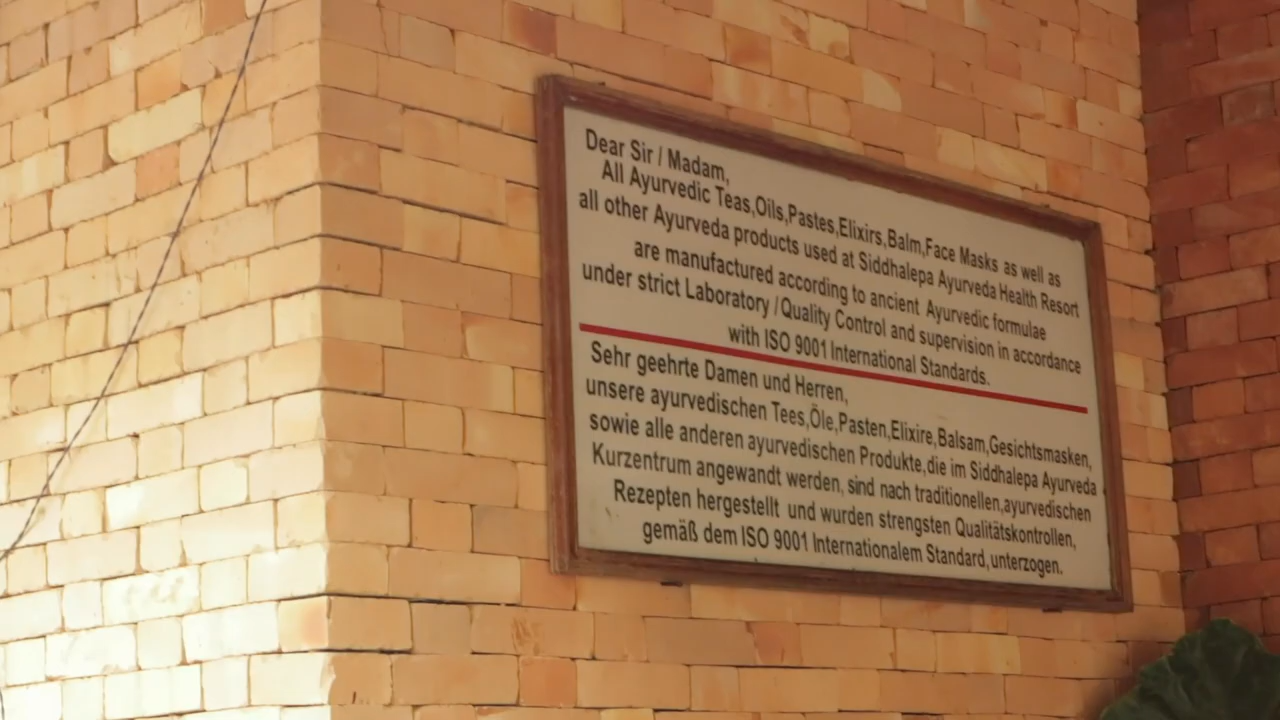 Dear Sir / Madam,
All Ayurvedic Teas,Oils,Pastes,Elixirs,Balm,Face Masks as well as
all other Ayurveda products used at Siddhalepa Ayurveda Health Resort
are manufactured according to ancient Ayurvedic formulae
under strict Laboratory /Quality Control and supervision in accordance
with ISO 9001 International Standards.
Sehr geehrte Damen und Herren,
unsere ayurvedischen Tees,Öle,Pasten,Elixire,Balsam,Gesichtsmasken,
sowie alle anderen ayurvedischen Produkte,die im Siddhalepa Ayurveda
Kurzentrum angewandt werden, sind nach traditionellen,ayurvedischen
Rezepten hergestellt und wurden strengsten Qualitätskontrollen,
gemäß dem ISO 9001 Internationalem Standard,unterzogen.